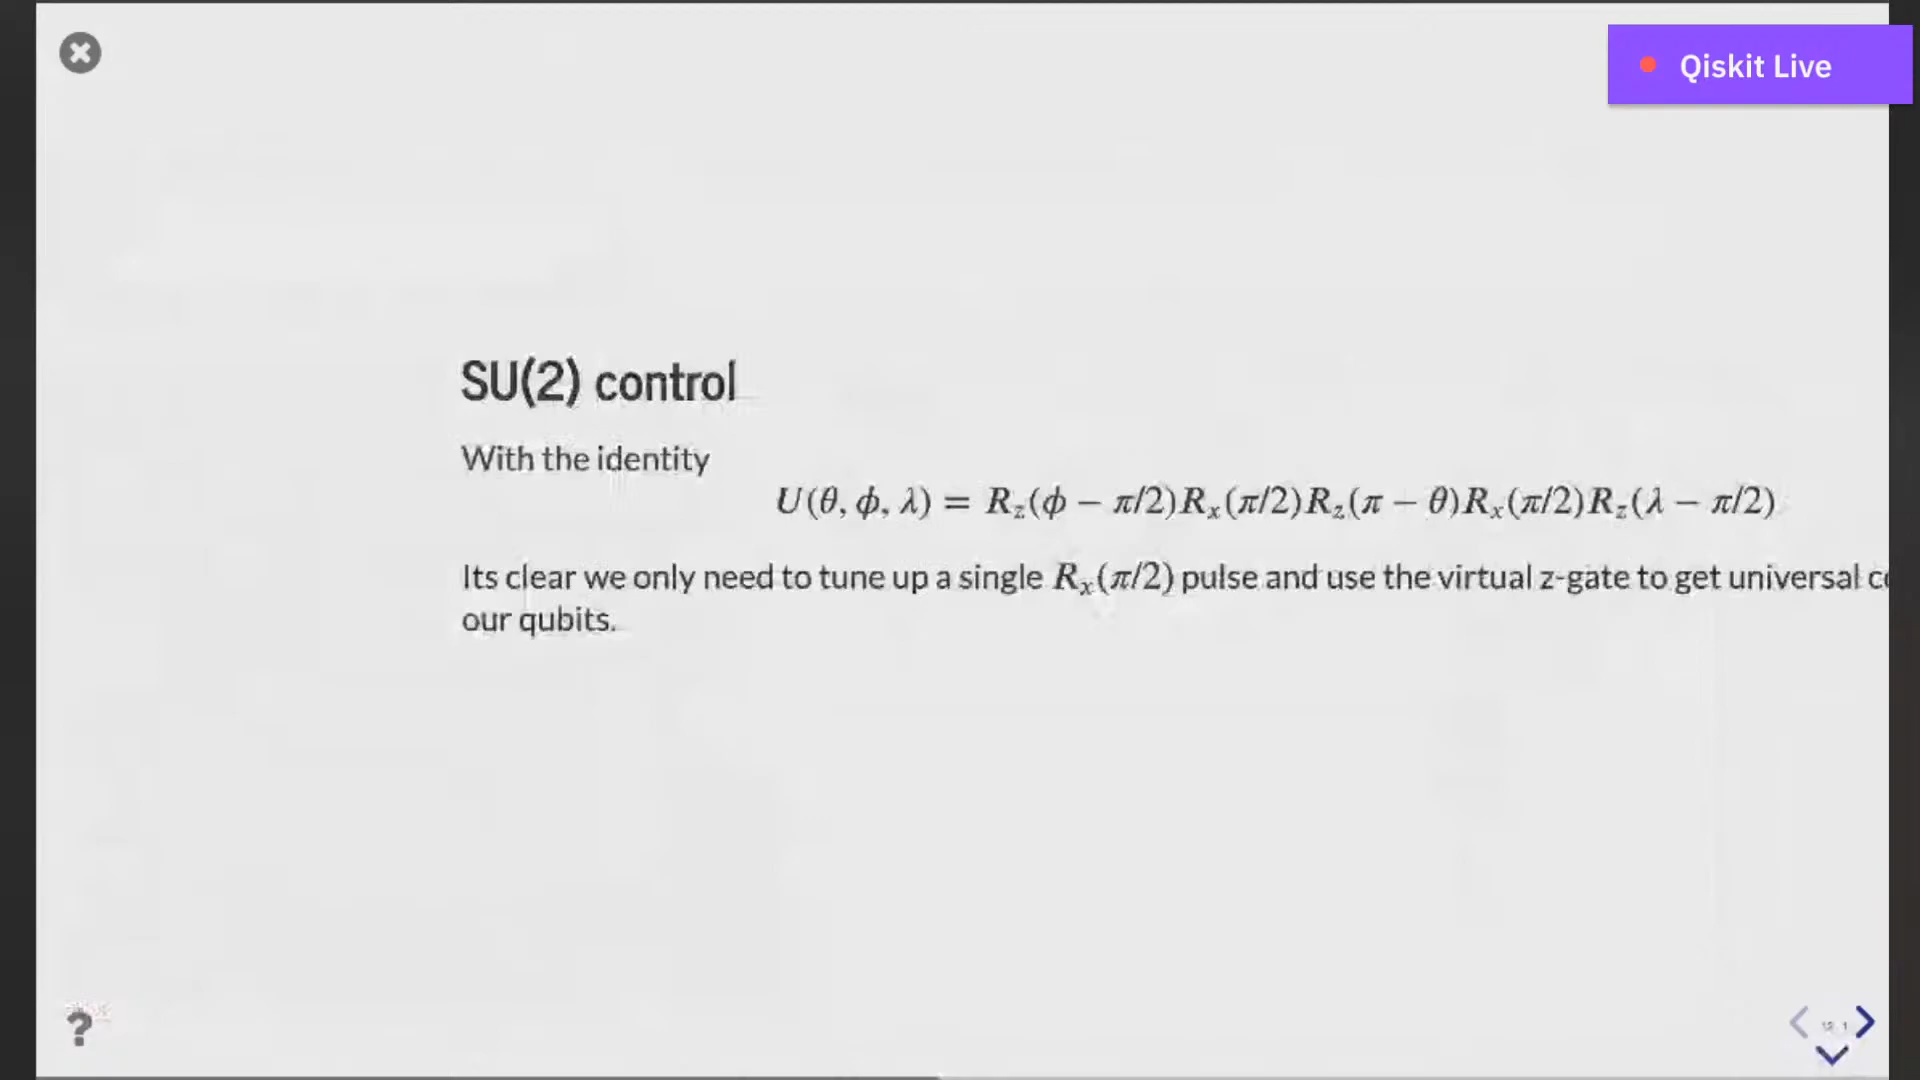 Qiskit Live
SU(2) control
With the identity
U(θ, ϕ, λ) = R_z(ϕ − π/2)R_x(π/2)R_z(π − θ)R_x(π/2)R_z(λ − π/2)
Its clear we only need to tune up a single R_x(π/2) pulse and use the virtual z-gate to get universal
our qubits.
?